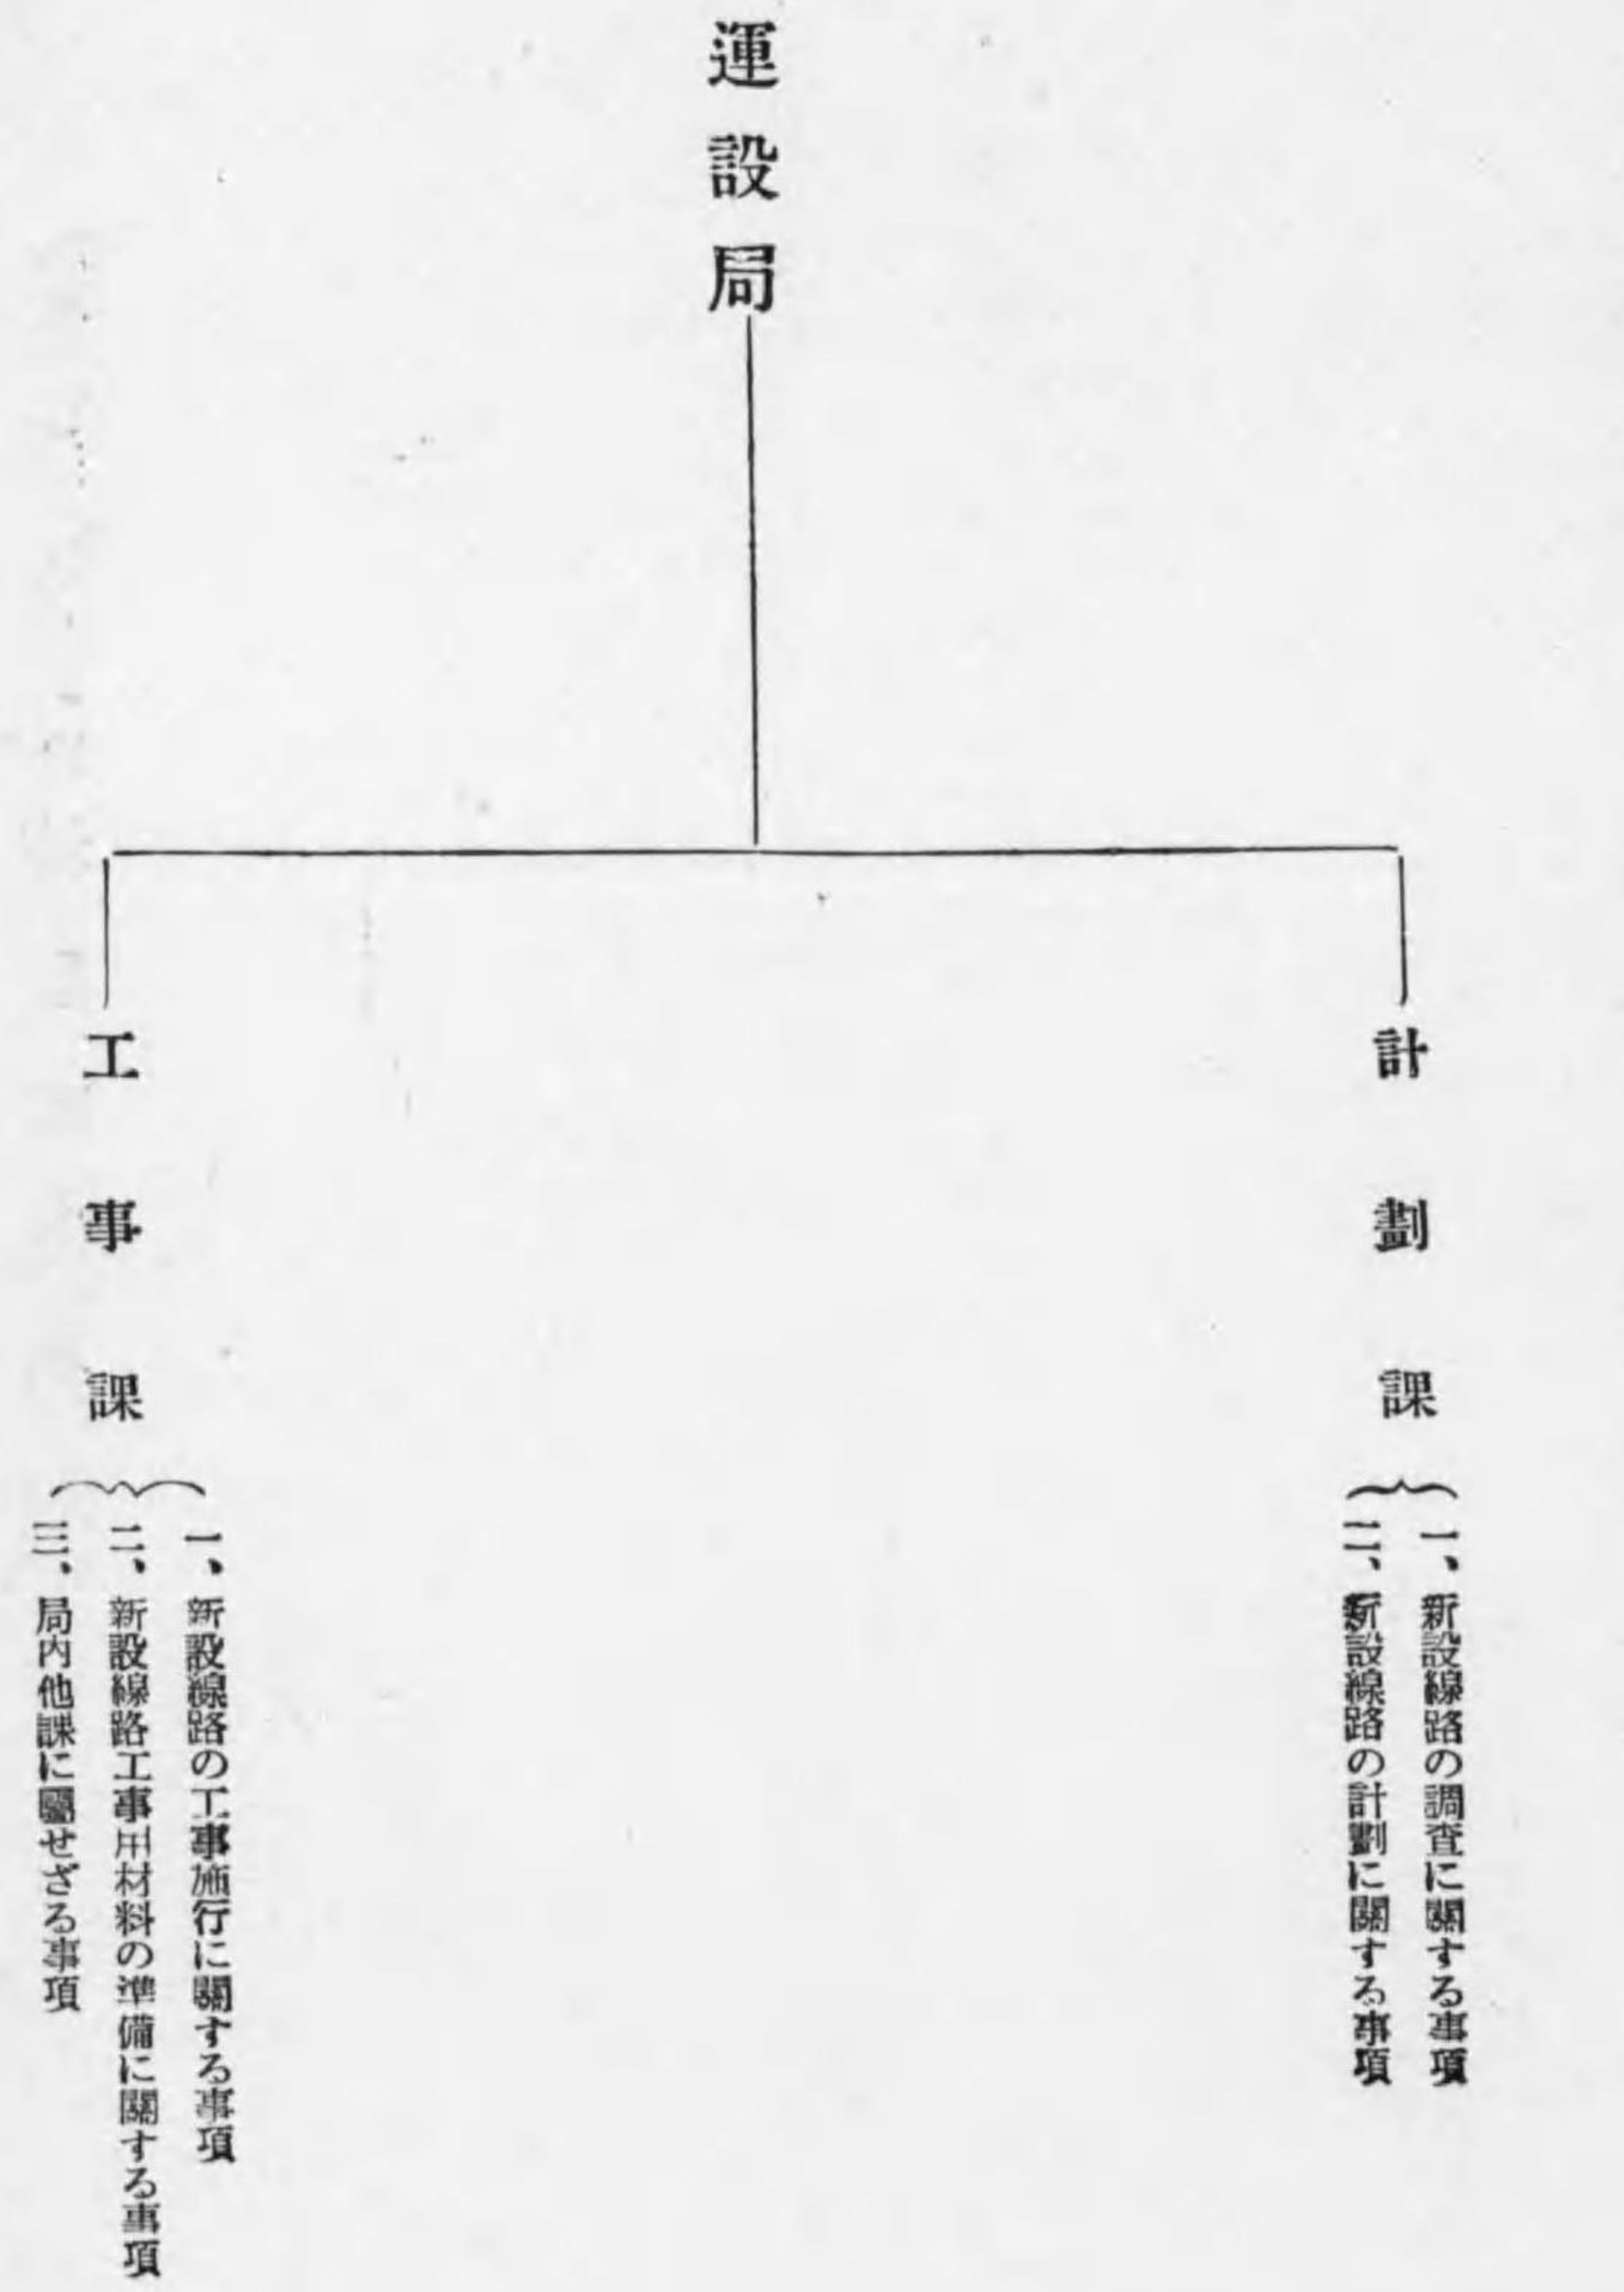 運設局
計劃課
一、新設線路の調査に關する事項
二、新設線路の計劃に關する事項
工事課
一、新設線路の工事施行に關する事項
二、新設線路工事用材料の準備に關する事項
三、局内他課に屬せざる事項